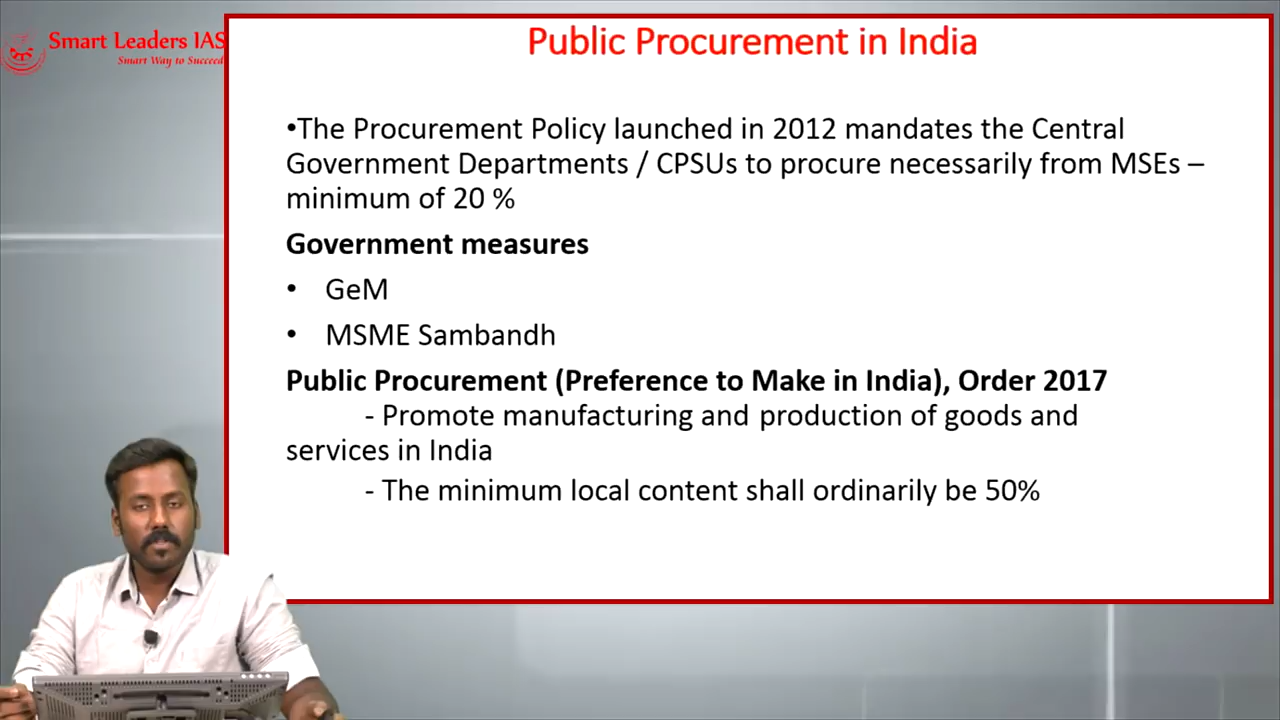 Smart Leaders IAS
Smart Way to Succeed
Public Procurement in India
•The Procurement Policy launched in 2012 mandates the Central
Government Departments / CPSUs to procure necessarily from MSEs –
minimum of 20 %
Government measures
• GeM
• MSME Sambandh
Public Procurement (Preference to Make in India), Order 2017
- Promote manufacturing and production of goods and
services in India
- The minimum local content shall ordinarily be 50%